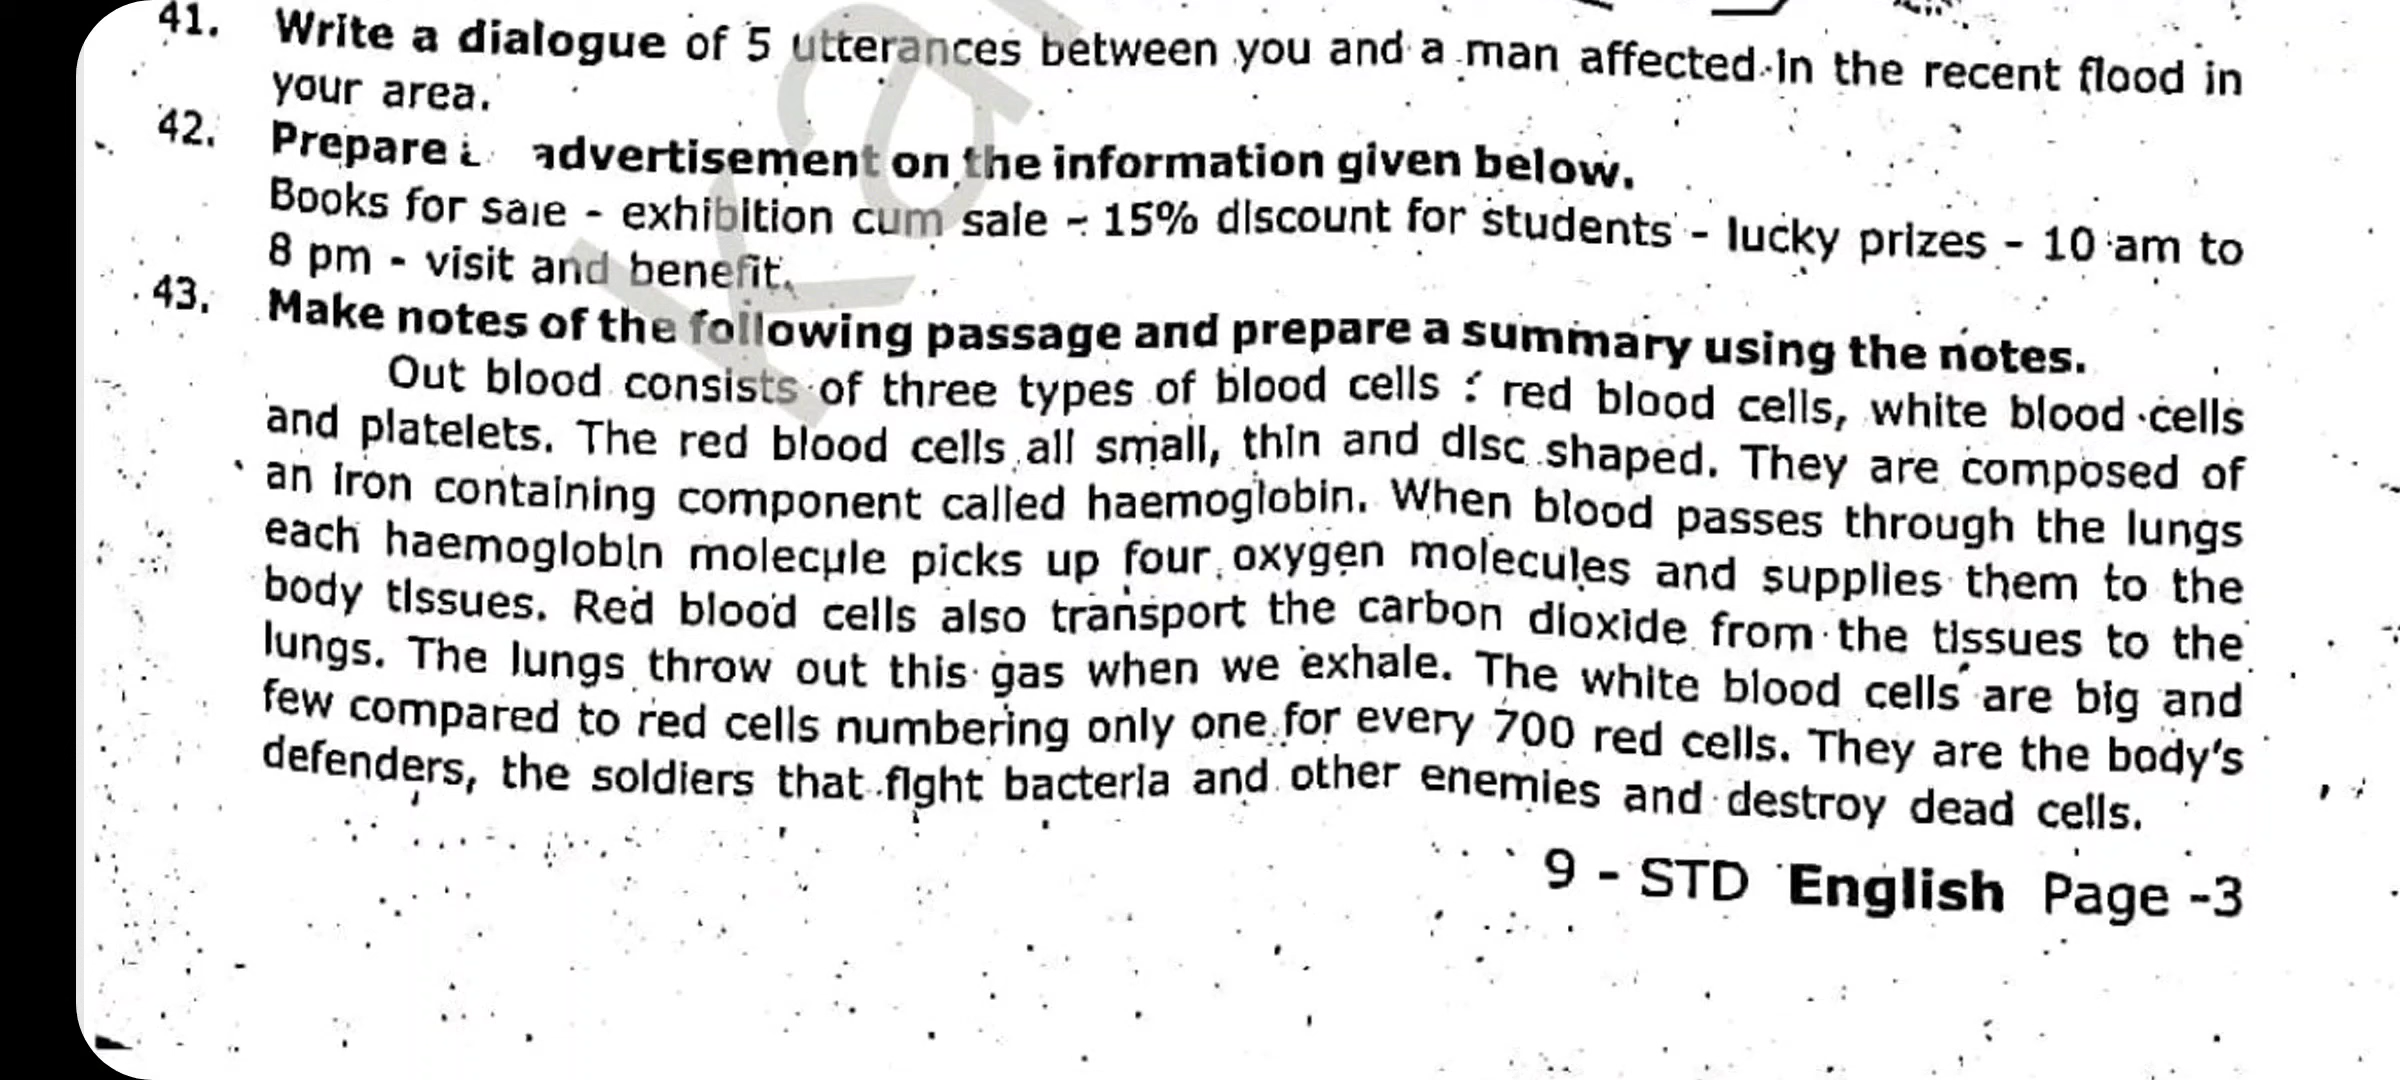 41. Write a dialogue of 5 utterances between you and a man affected in the recent flood in
your area.
42. Prepare advertisement on the information given below.
Books for sale - exhibition cum sale - 15% discount for students - lucky prizes - 10 am to
8 pm - visit and benefit.
43. Make notes of the following passage and prepare a summary using the notes.
Out blood consists of three types of blood cells : red blood cells, white blood cells
and platelets. The red blood cells all small, thin and disc shaped. They are composed of
an iron containing component called haemoglobin. When blood passes through the lungs
each haemoglobin molecule picks up four oxygen molecules and supplies them to the
body tissues. Red blood cells also transport the carbon dioxide from the tissues to the
lungs. The lungs throw out this gas when we exhale. The white blood cells are big and
few compared to red cells numbering only one for every 700 red cells. They are the body's
defenders, the soldiers that fight bacteria and other enemies and destroy dead cells.
9 - STD English Page -3